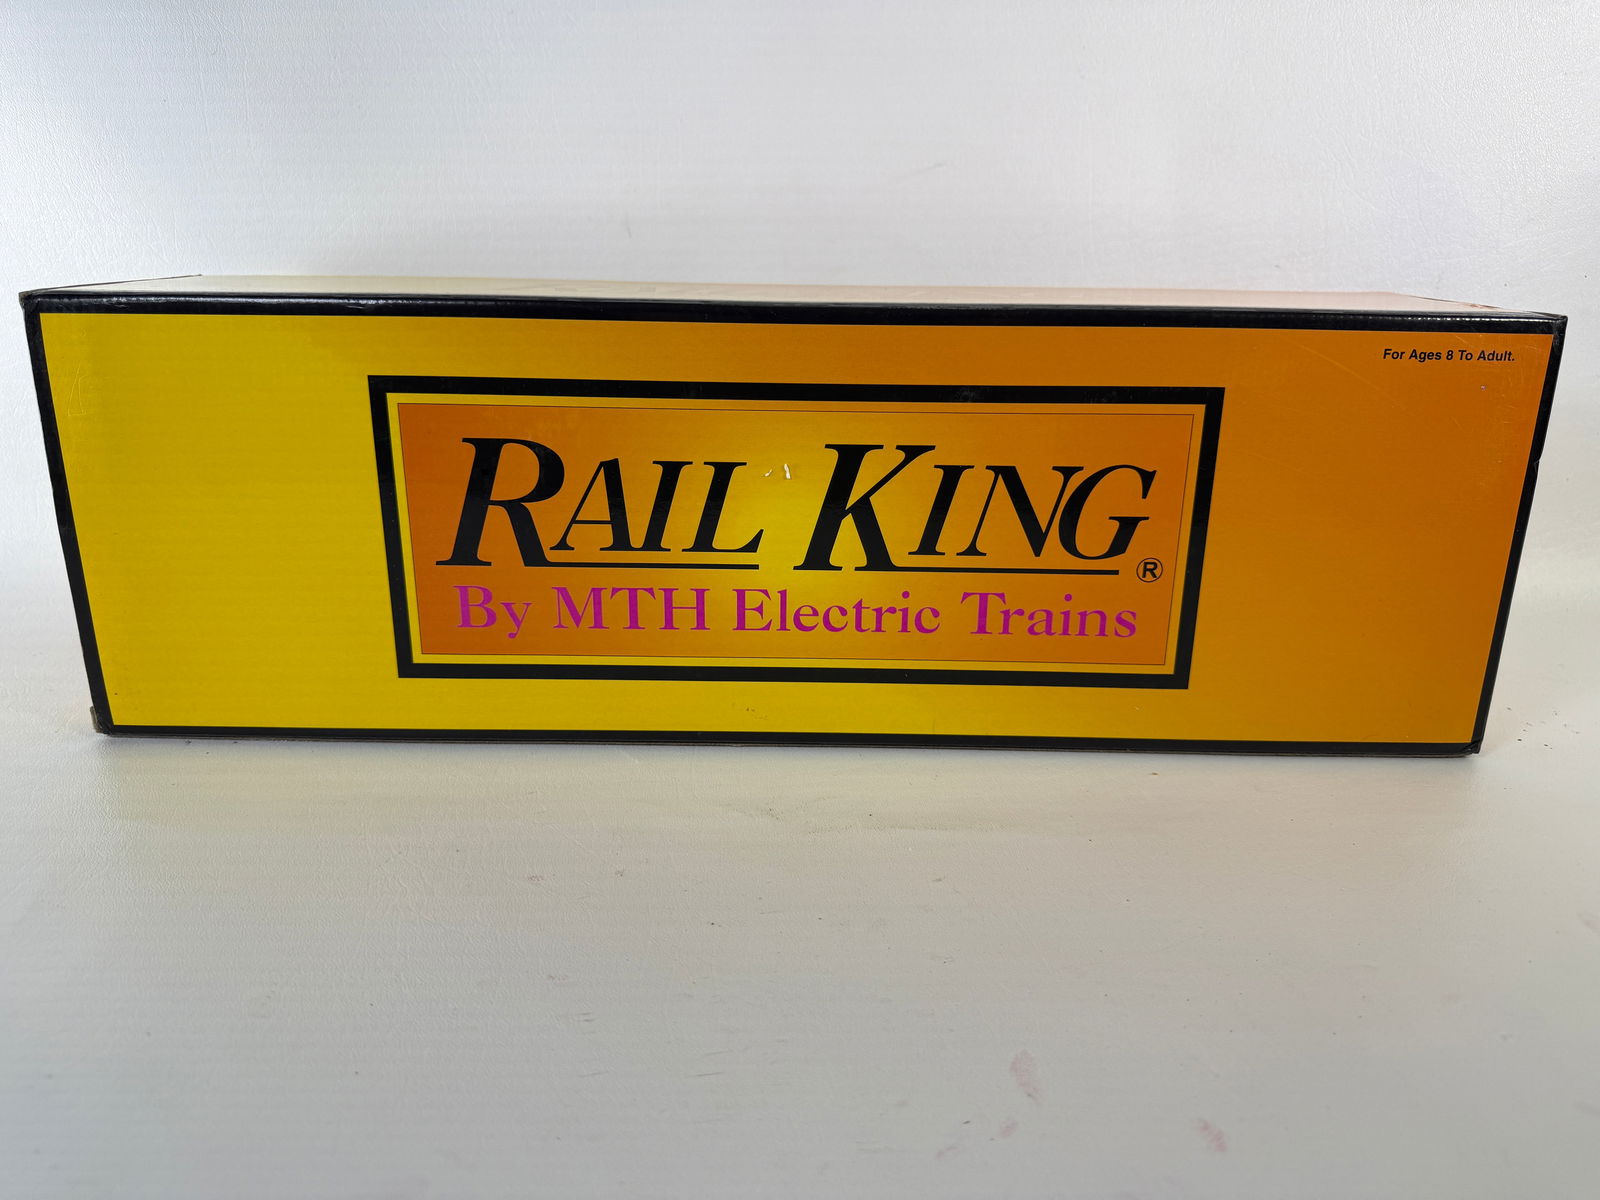 For Ages 8 To Adult.
RAIL KING®
By MTH Electric Trains